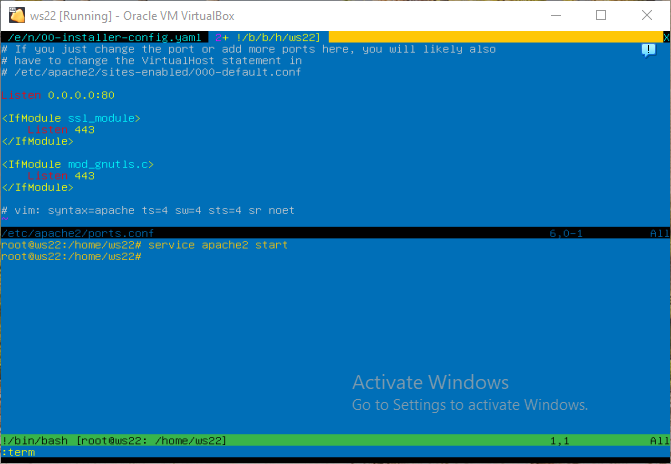 ws22 [Running] - Oracle VM VirtualBox
/e/n/00-installer-config.yaml 2+ !/b/b/h/ws22] X
# If you just change the port or add more ports here, you will likely also
# have to change the VirtualHost statement in
# /etc/apache2/sites-enabled/000-default.conf
Listen 0.0.0.0:80
<IfModule ssl_module>
Listen 443
</IfModule>
<IfModule mod_gnutls.c>
Listen 443
</IfModule>
# vim: syntax=apache ts=4 sw=4 sts=4 sr noet
/etc/apache2/ports.conf 6,0-1 All
root@ws22:/home/ws22# service apache2 start
root@ws22:/home/ws22#
Activate Windows
Go to Settings to activate Windows.
!/bin/bash [root@ws22: /home/ws22] 1,1 All
:term